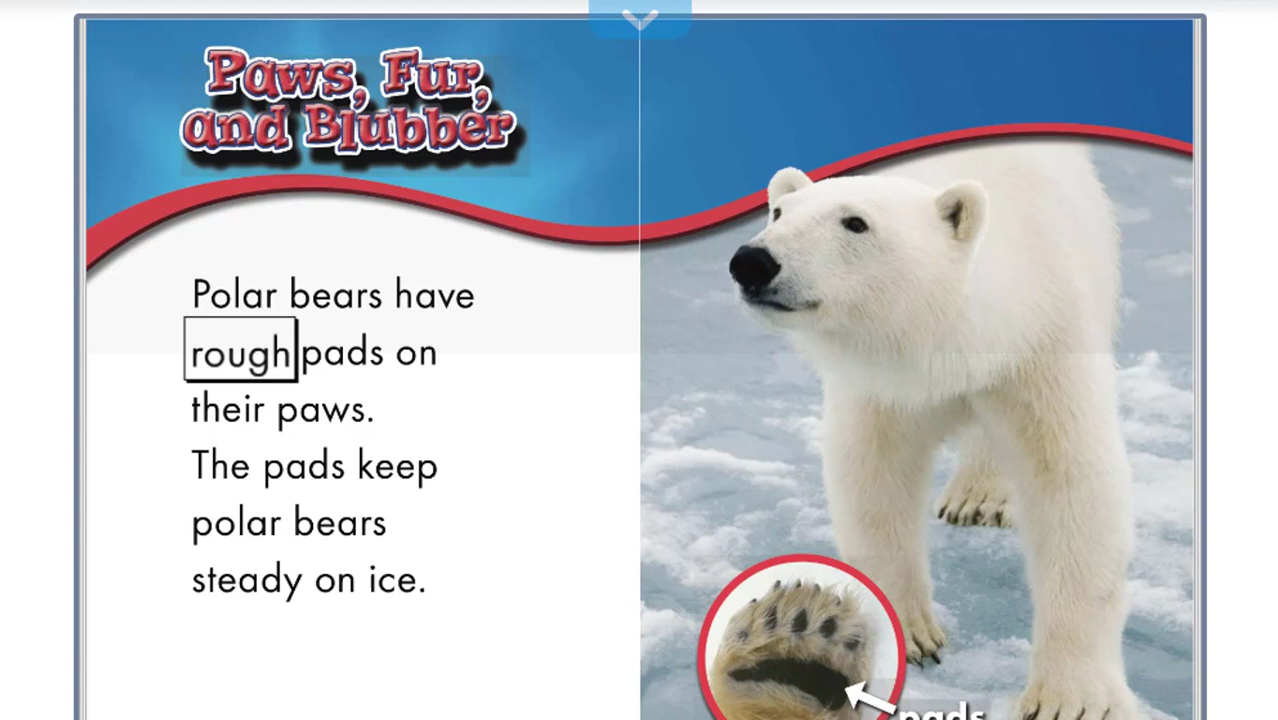 Paws, Fur,
and Blubber
Polar bears have
rough pads on
their paws.
The pads keep
polar bears
steady on ice.
pads